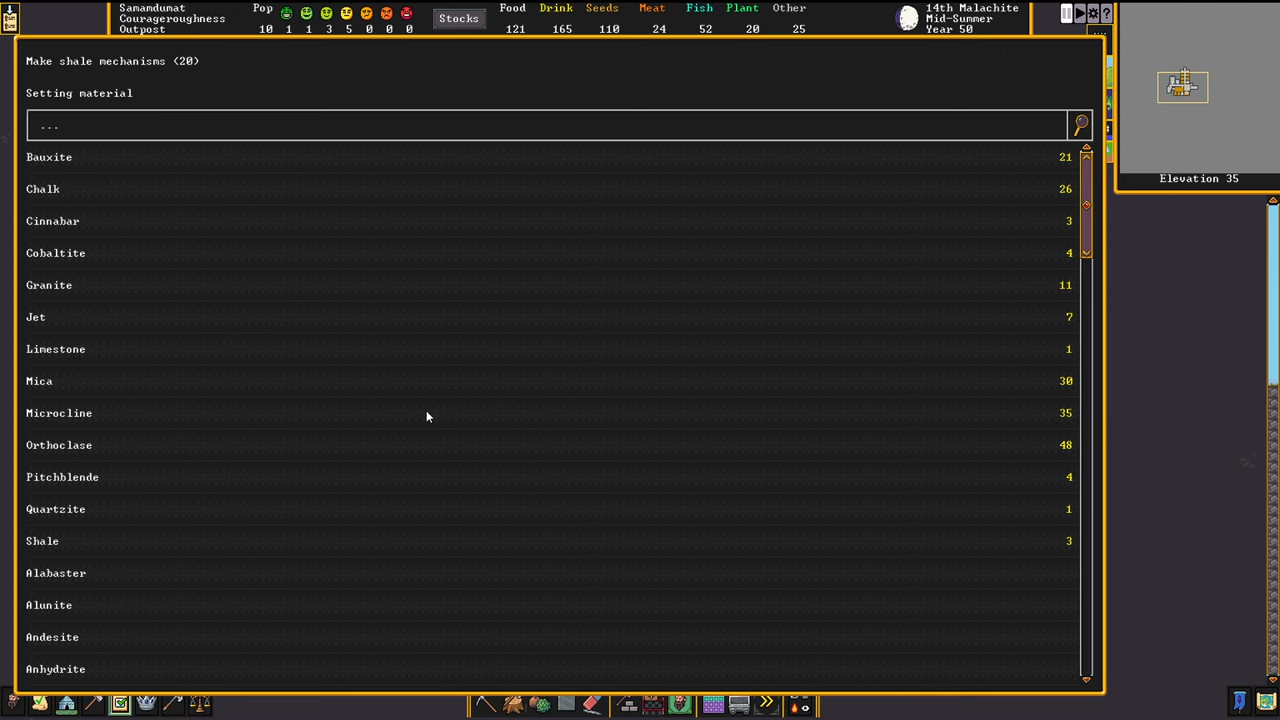 Samandumat
Courageroughness
Outpost
Pop
10 1 1 3 5 0 0 0
Stocks
Food Drink Seeds Meat Fish Plant Other
121 165 110 24 52 20 25
14th Malachite
Mid-Summer
Year 50
?
Make shale mechanisms (20)
Setting material
...
Bauxite 21
Chalk 26
Cinnabar 3
Cobaltite 4
Granite 11
Jet 7
Limestone 1
Mica 30
Microcline 35
Orthoclase 48
Pitchblende 4
Quartzite 1
Shale 3
Alabaster
Alunite
Andesite
Anhydrite
Elevation 35